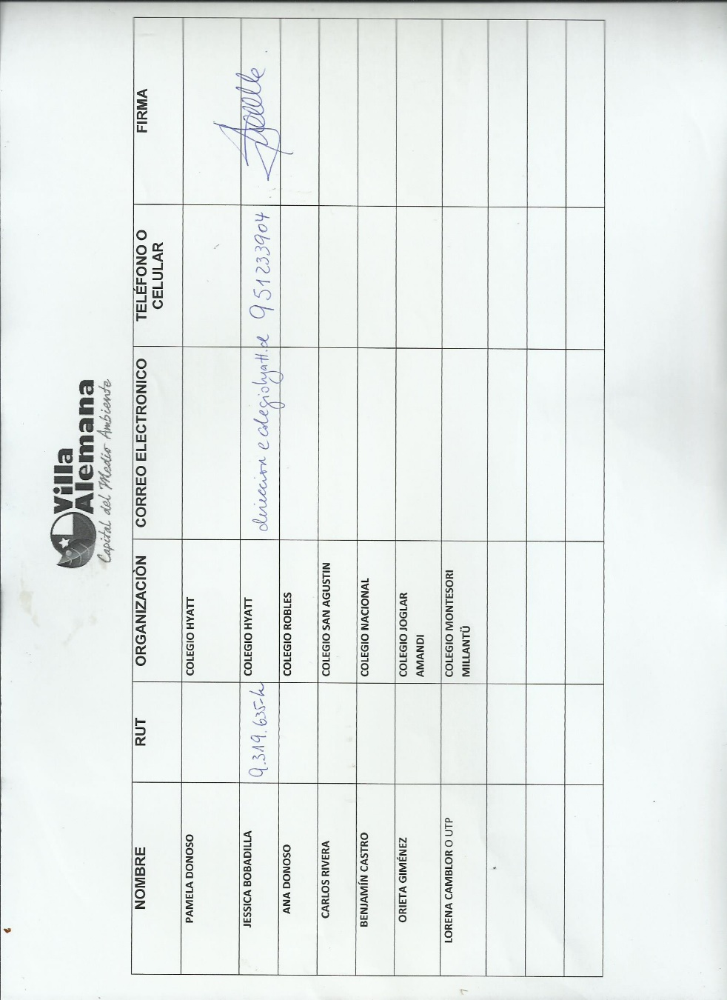 Villa
Alemana
Capital del Medio Ambiente
NOMBRE RUT ORGANIZACIÓN CORREO ELECTRONICO TELÉFONO O CELULAR FIRMA
PAMELA DONOSO COLEGIO HYATT
JESSICA BOBADILLA 9.319.635-k COLEGIO HYATT direccion@colegiohyatt.cl 951233904
ANA DONOSO COLEGIO ROBLES
CARLOS RIVERA COLEGIO SAN AGUSTIN
BENJAMÍN CASTRO COLEGIO NACIONAL
ORIETA GIMÉNEZ COLEGIO JOGLAR
AMANDI
LORENA CAMBLOR O UTP COLEGIO MONTESORI
MILLANTÜ